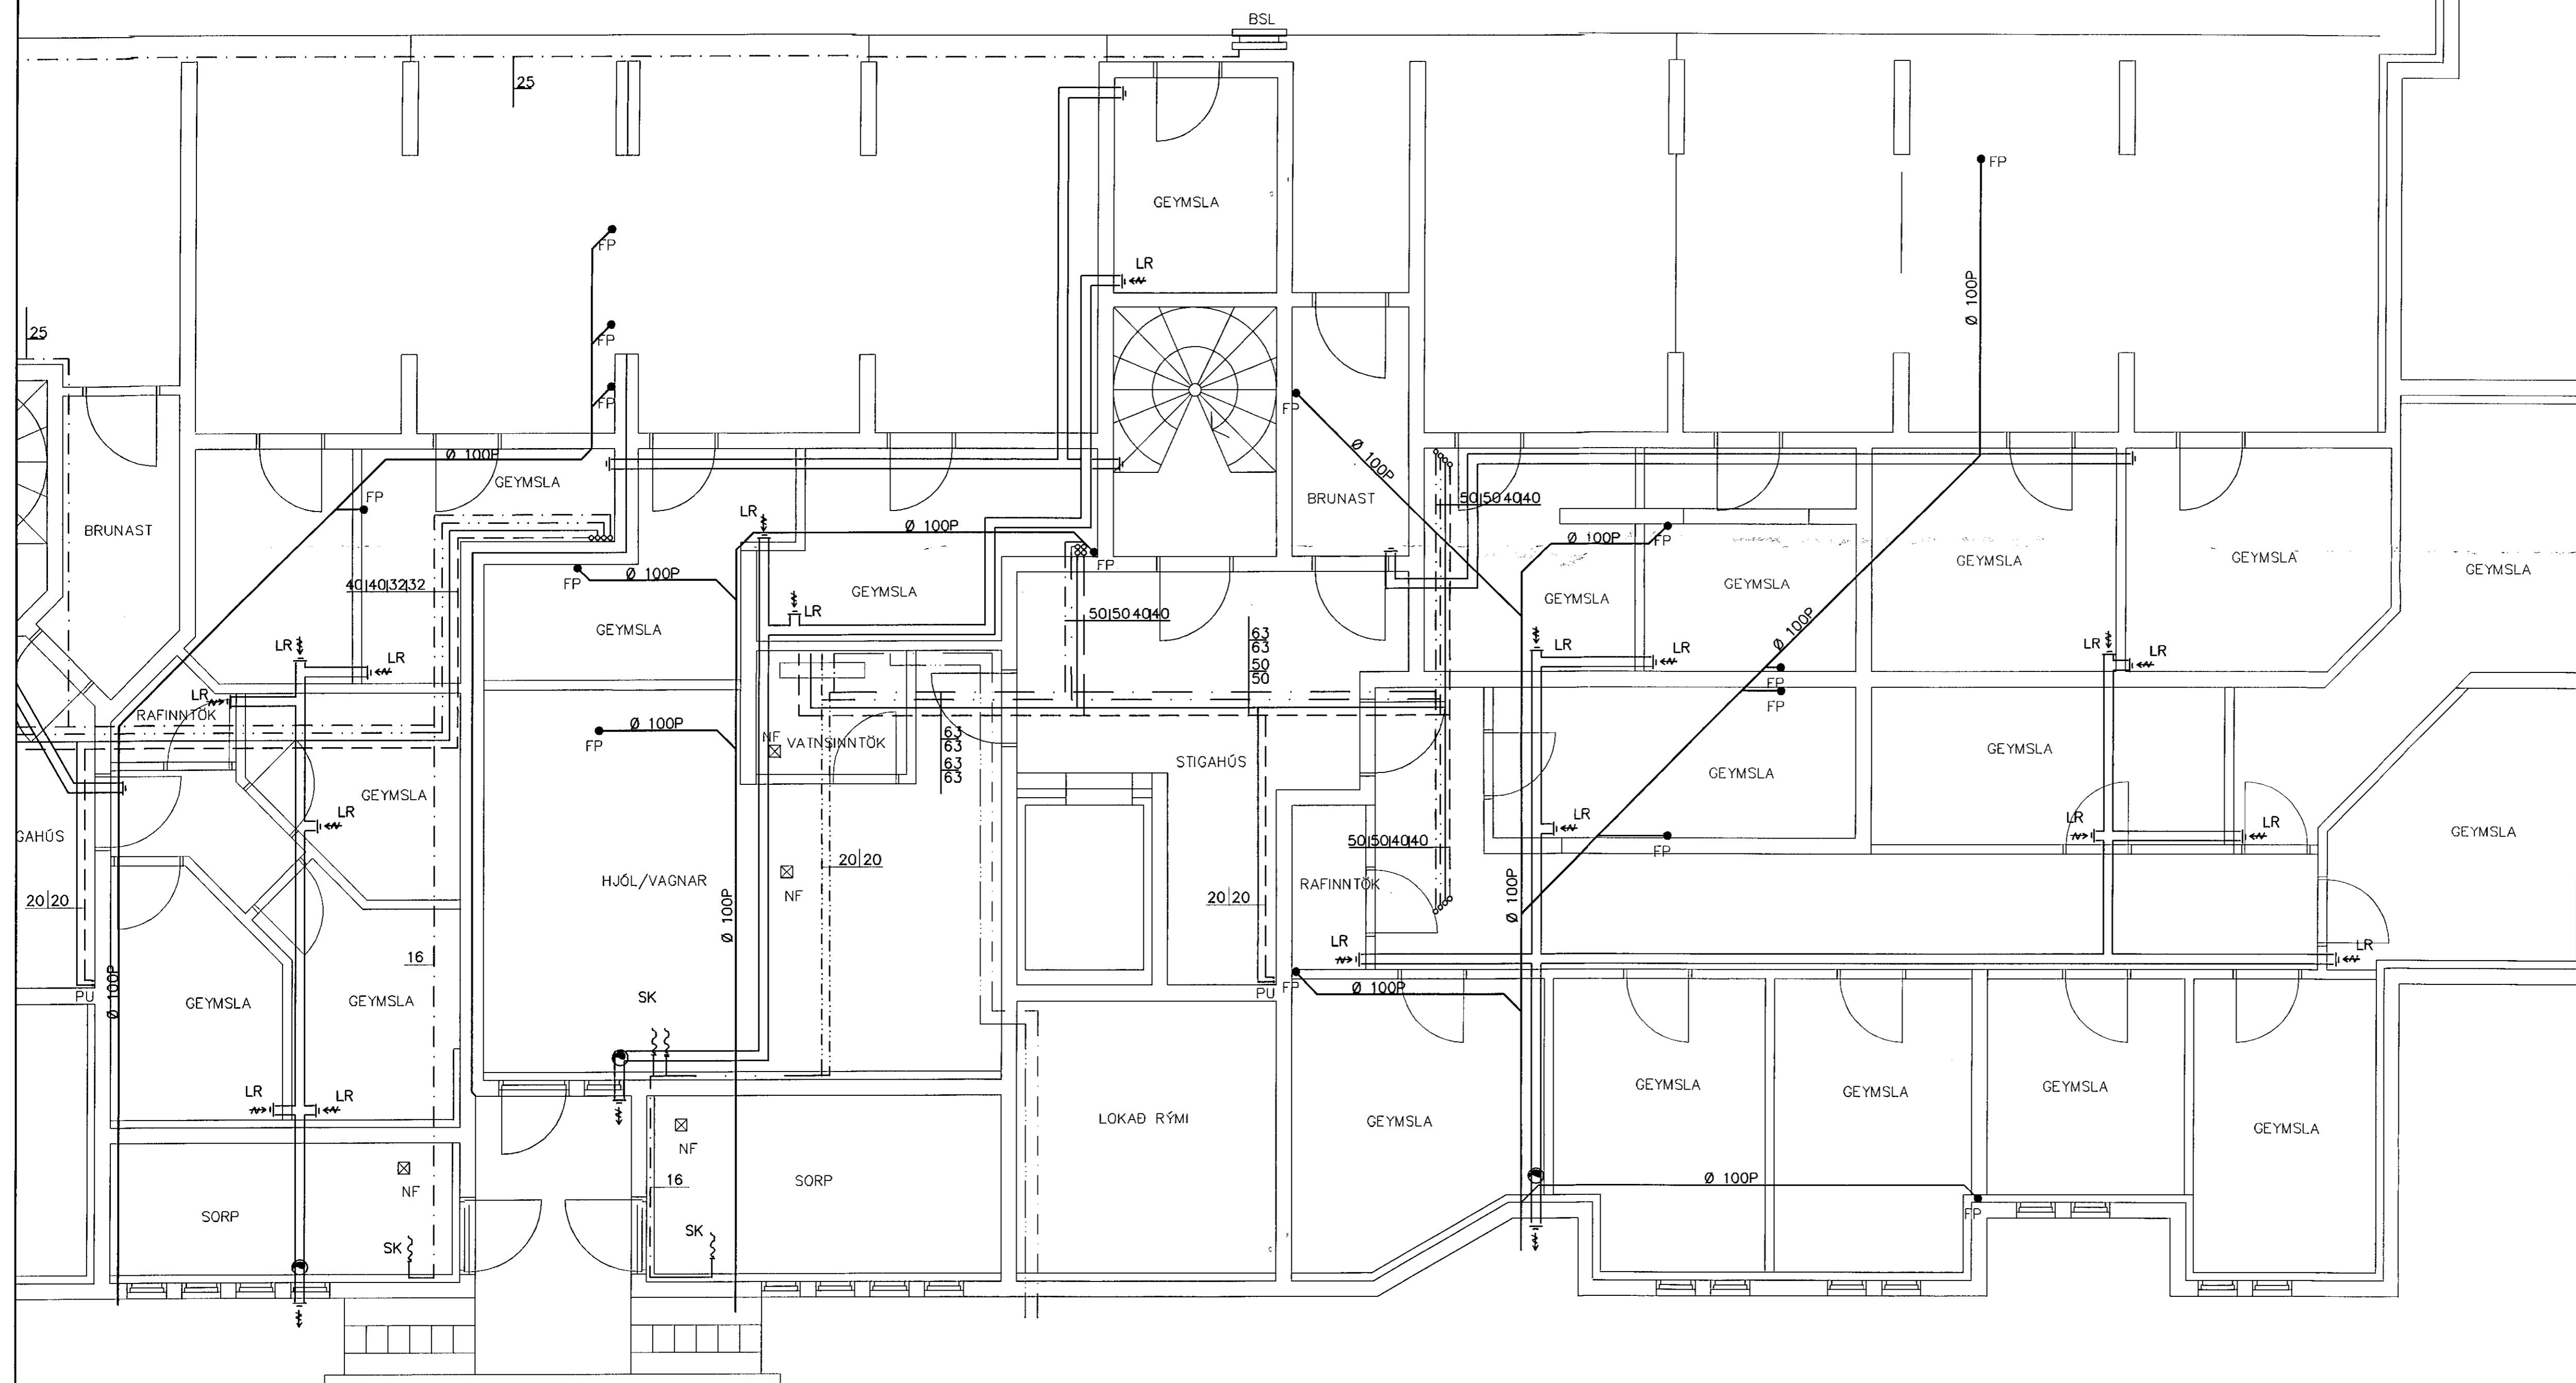 BSL
25
FP
GEYMSLA
Ø 100P
FP
LR
25
FP
FP
FP
Ø 100P
Ø 100P
GEYMSLA
FP
BRUNAST
50|50|40|40
BRUNAST
LR
Ø 100P
Ø 100P
FP
FP
GEYMSLA
GEYMSLA
GEYMSLA
40|40|32|32
FP
Ø 100P
GEYMSLA
GEYMSLA
GEYMSLA
LR
50|50|40|40
GEYMSLA
63
63
50
50
Ø 100P
LR
LR
LR
LR
LR
LR
LR
FP
FP
RAFINNTÖK
FP
Ø 100P
NF
VATNSINNTÖK
63
63
63
63
STIGAHÚS
GEYMSLA
GEYMSLA
GEYMSLA
LR
LR
LR
LR
GAHÚS
50|50|40|40
FP
GEYMSLA
20|20
HJÓL/VAGNAR
NF
RAFINNTÖK
20|20
20|20
Ø 100P
Ø 100P
16
LR
LR
PU
Ø 100P
GEYMSLA
GEYMSLA
SK
PU
FP
Ø 100P
LR
LR
GEYMSLA
GEYMSLA
GEYMSLA
LOKAÐ RÝMI
GEYMSLA
GEYMSLA
NF
NF
16
SORP
Ø 100P
FP
SORP
SK
SK